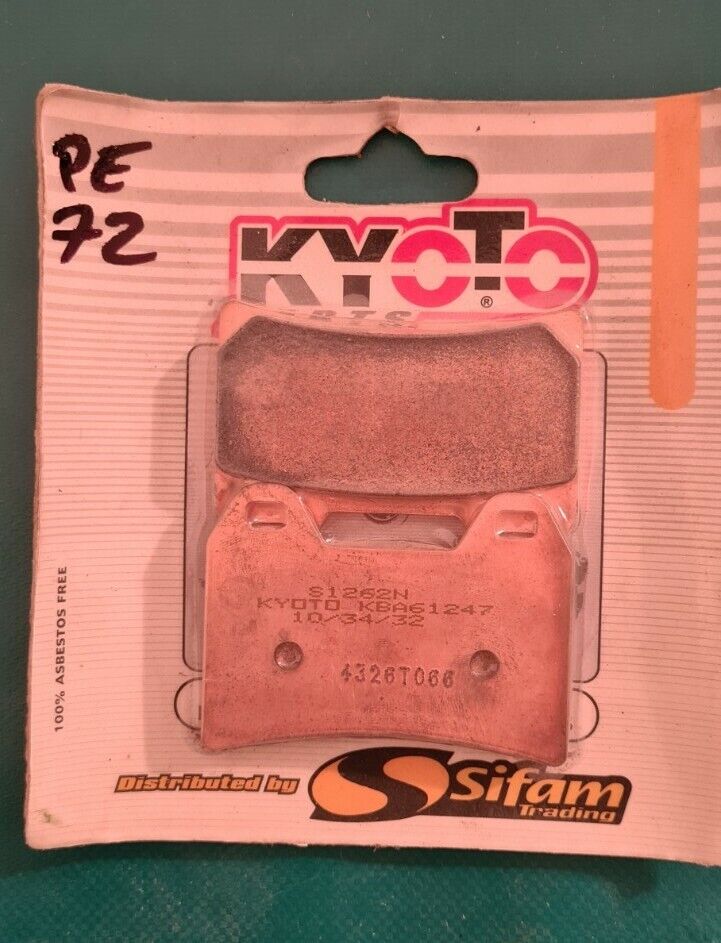 PE
72
KYOTO
®
100% ASBESTOS FREE
S1262N
KYOTO KBA61247
10/34/32
4326T066
Distributed by
Sifam
Trading